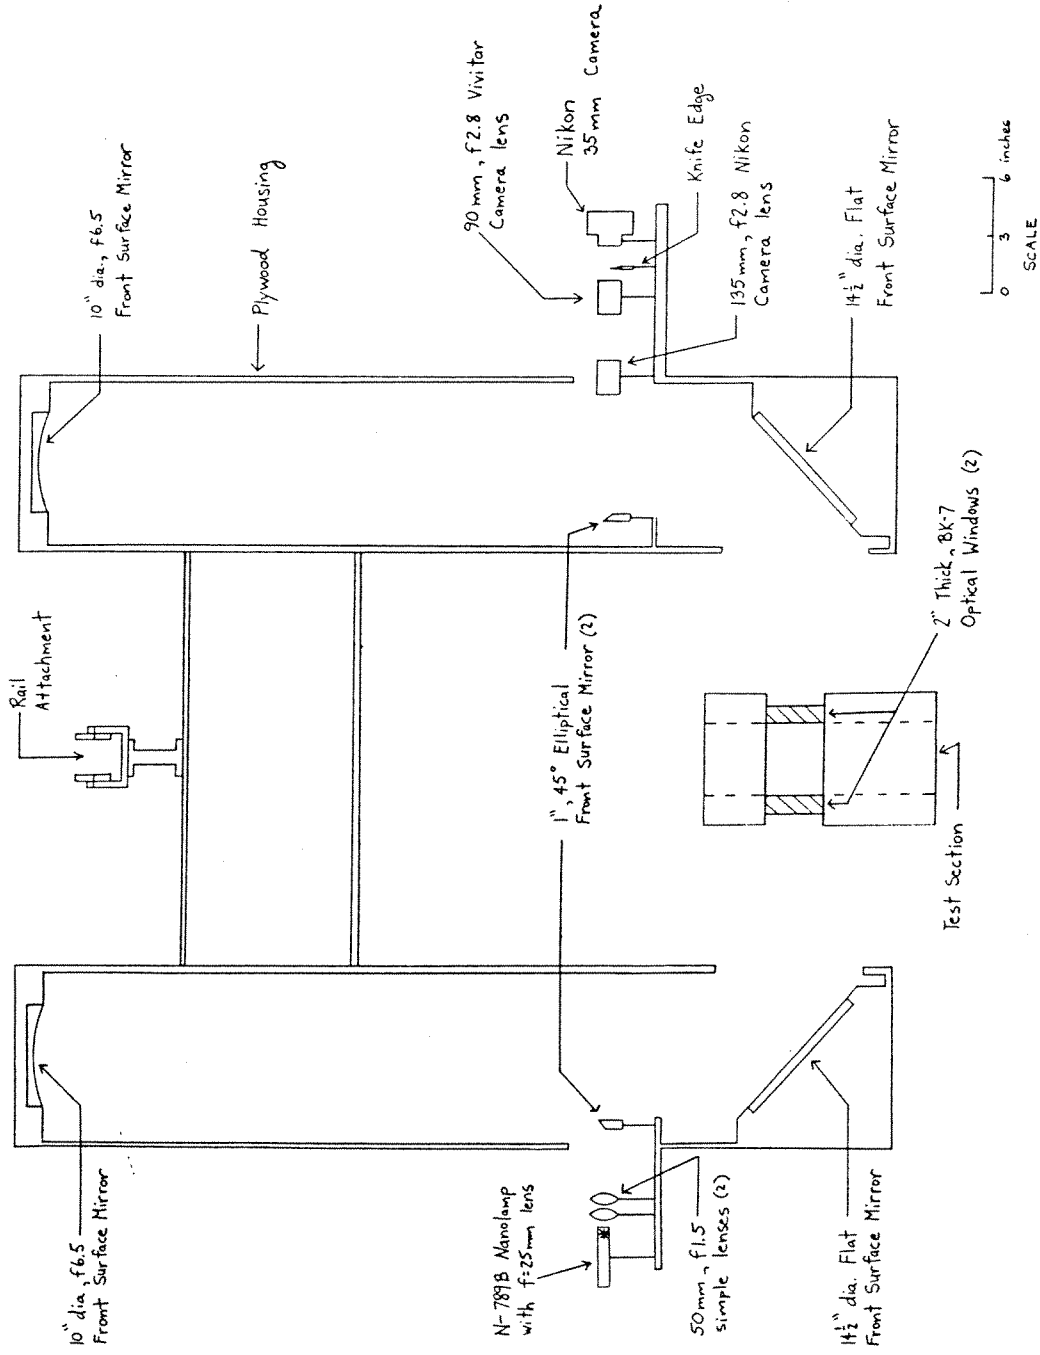 10" dia., f6.5
Front Surface Mirror
Plywood Housing
90mm, f2.8 Vivitar
Camera lens
Nikon
35mm Camera
Knife Edge
135mm, f2.8 Nikon
Camera lens
14½" dia. Flat
Front Surface Mirror
0 3 6 inches
SCALE
Rail
Attachment
1", 45° Elliptical
Front Surface Mirror (2)
2" Thick, BK-7
Optical Windows (2)
Test Section
10" dia, f6.5
Front Surface Mirror
N-789B Nanolamp
with f=25mm lens
50mm, f1.5
simple lenses (2)
14½" dia. Flat
Front Surface Mirror